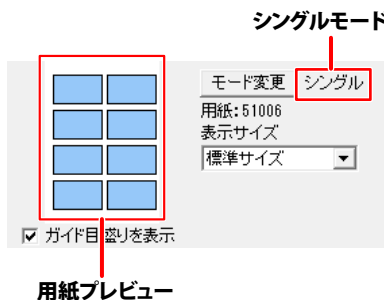 シングルモード
モード変更 シングル
用紙:51006
表示サイズ
標準サイズ
ガイド目盛りを表示
用紙プレビュー